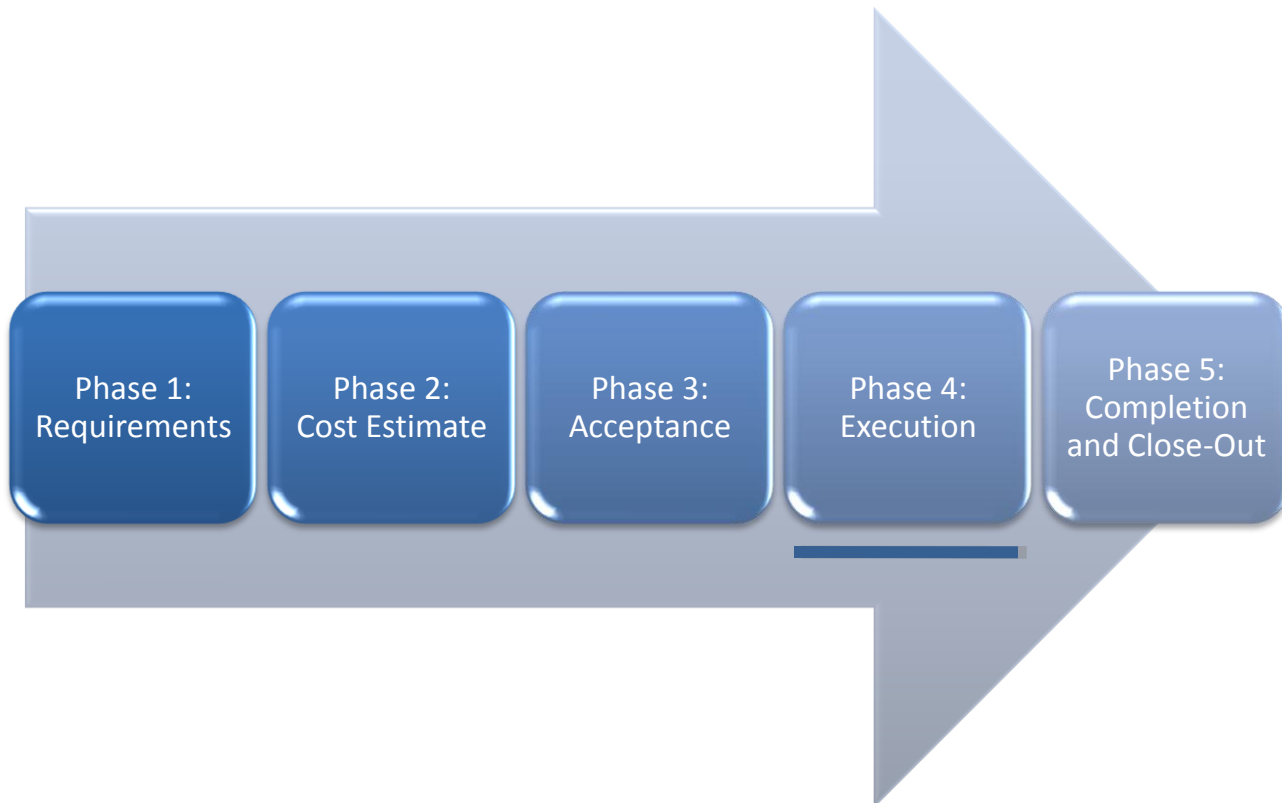 Phase 1:
Requirements
Phase 2:
Cost Estimate
Phase 3:
Acceptance
Phase 4:
Execution
Phase 5:
Completion
and Close-Out